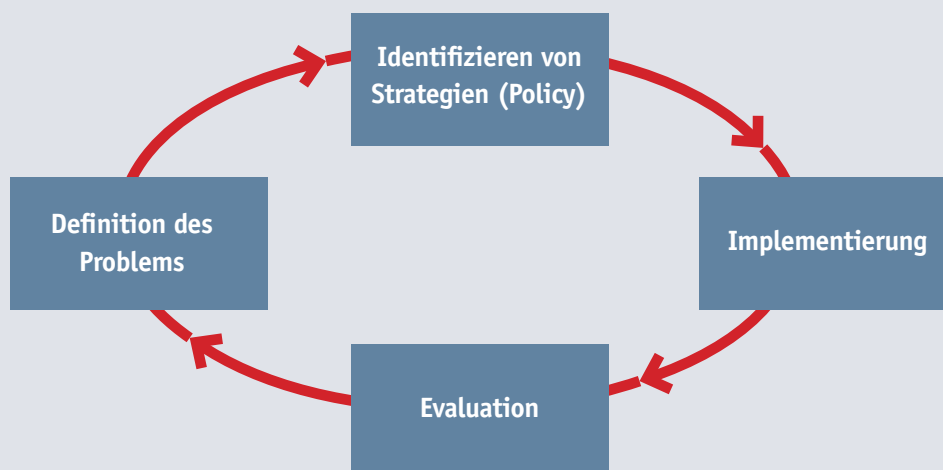 Identifizieren von
Strategien (Policy)
Definition des
Problems
Implementierung
Evaluation